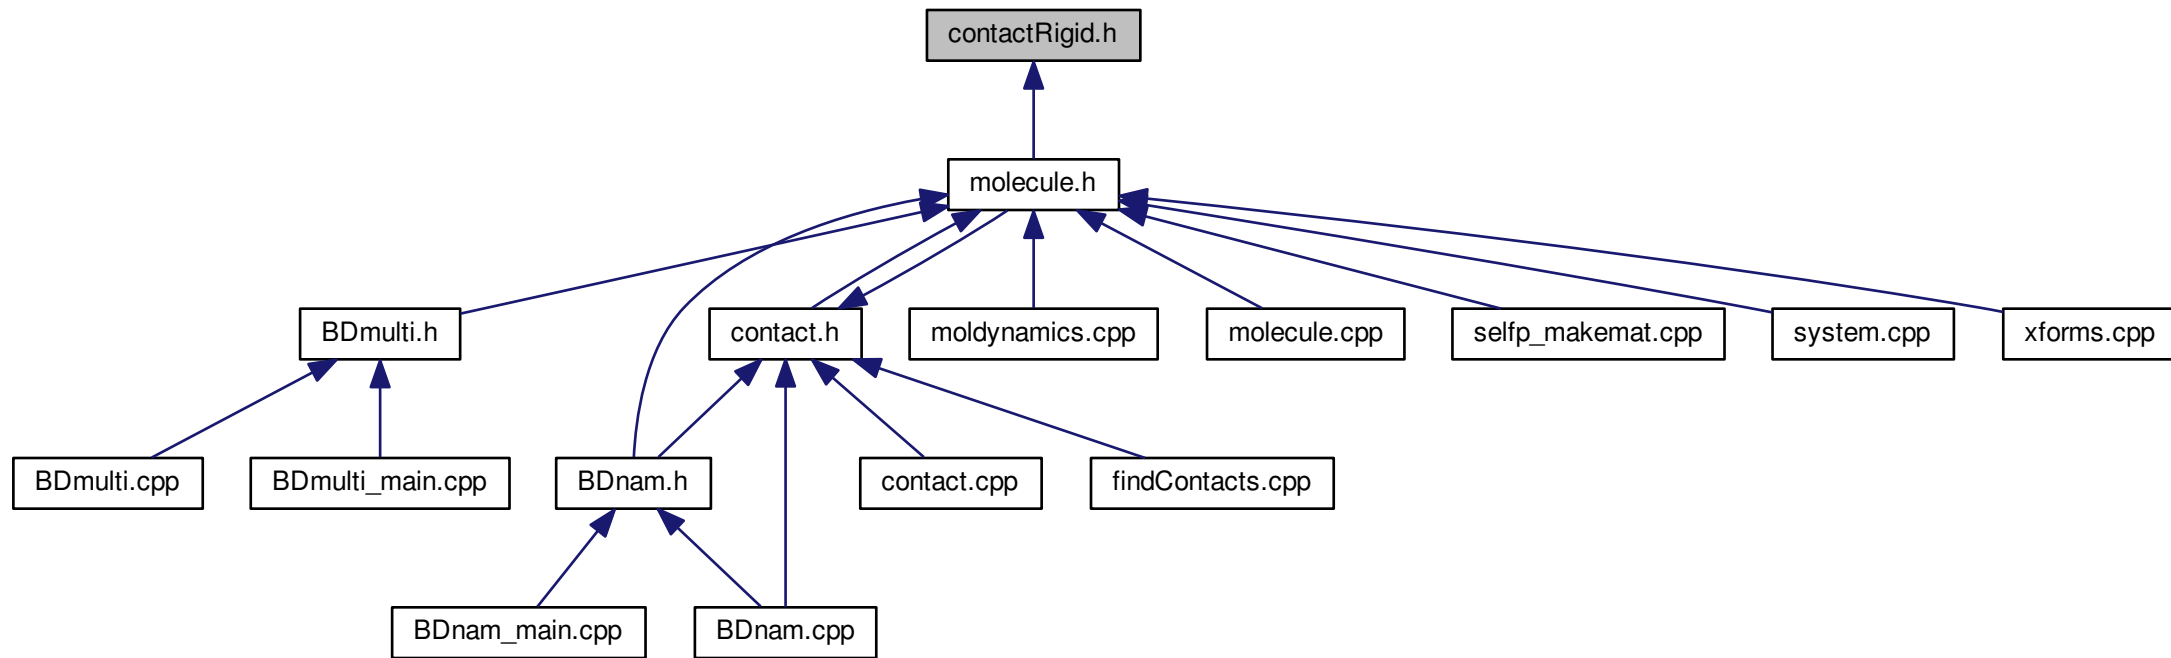 contactRigid.h
molecule.h
BDmulti.h
contact.h
moldynamics.cpp
molecule.cpp
selfp_makemat.cpp
system.cpp
xforms.cpp
BDmulti.cpp
BDmulti_main.cpp
BDnam.h
contact.cpp
findContacts.cpp
BDnam_main.cpp
BDnam.cpp